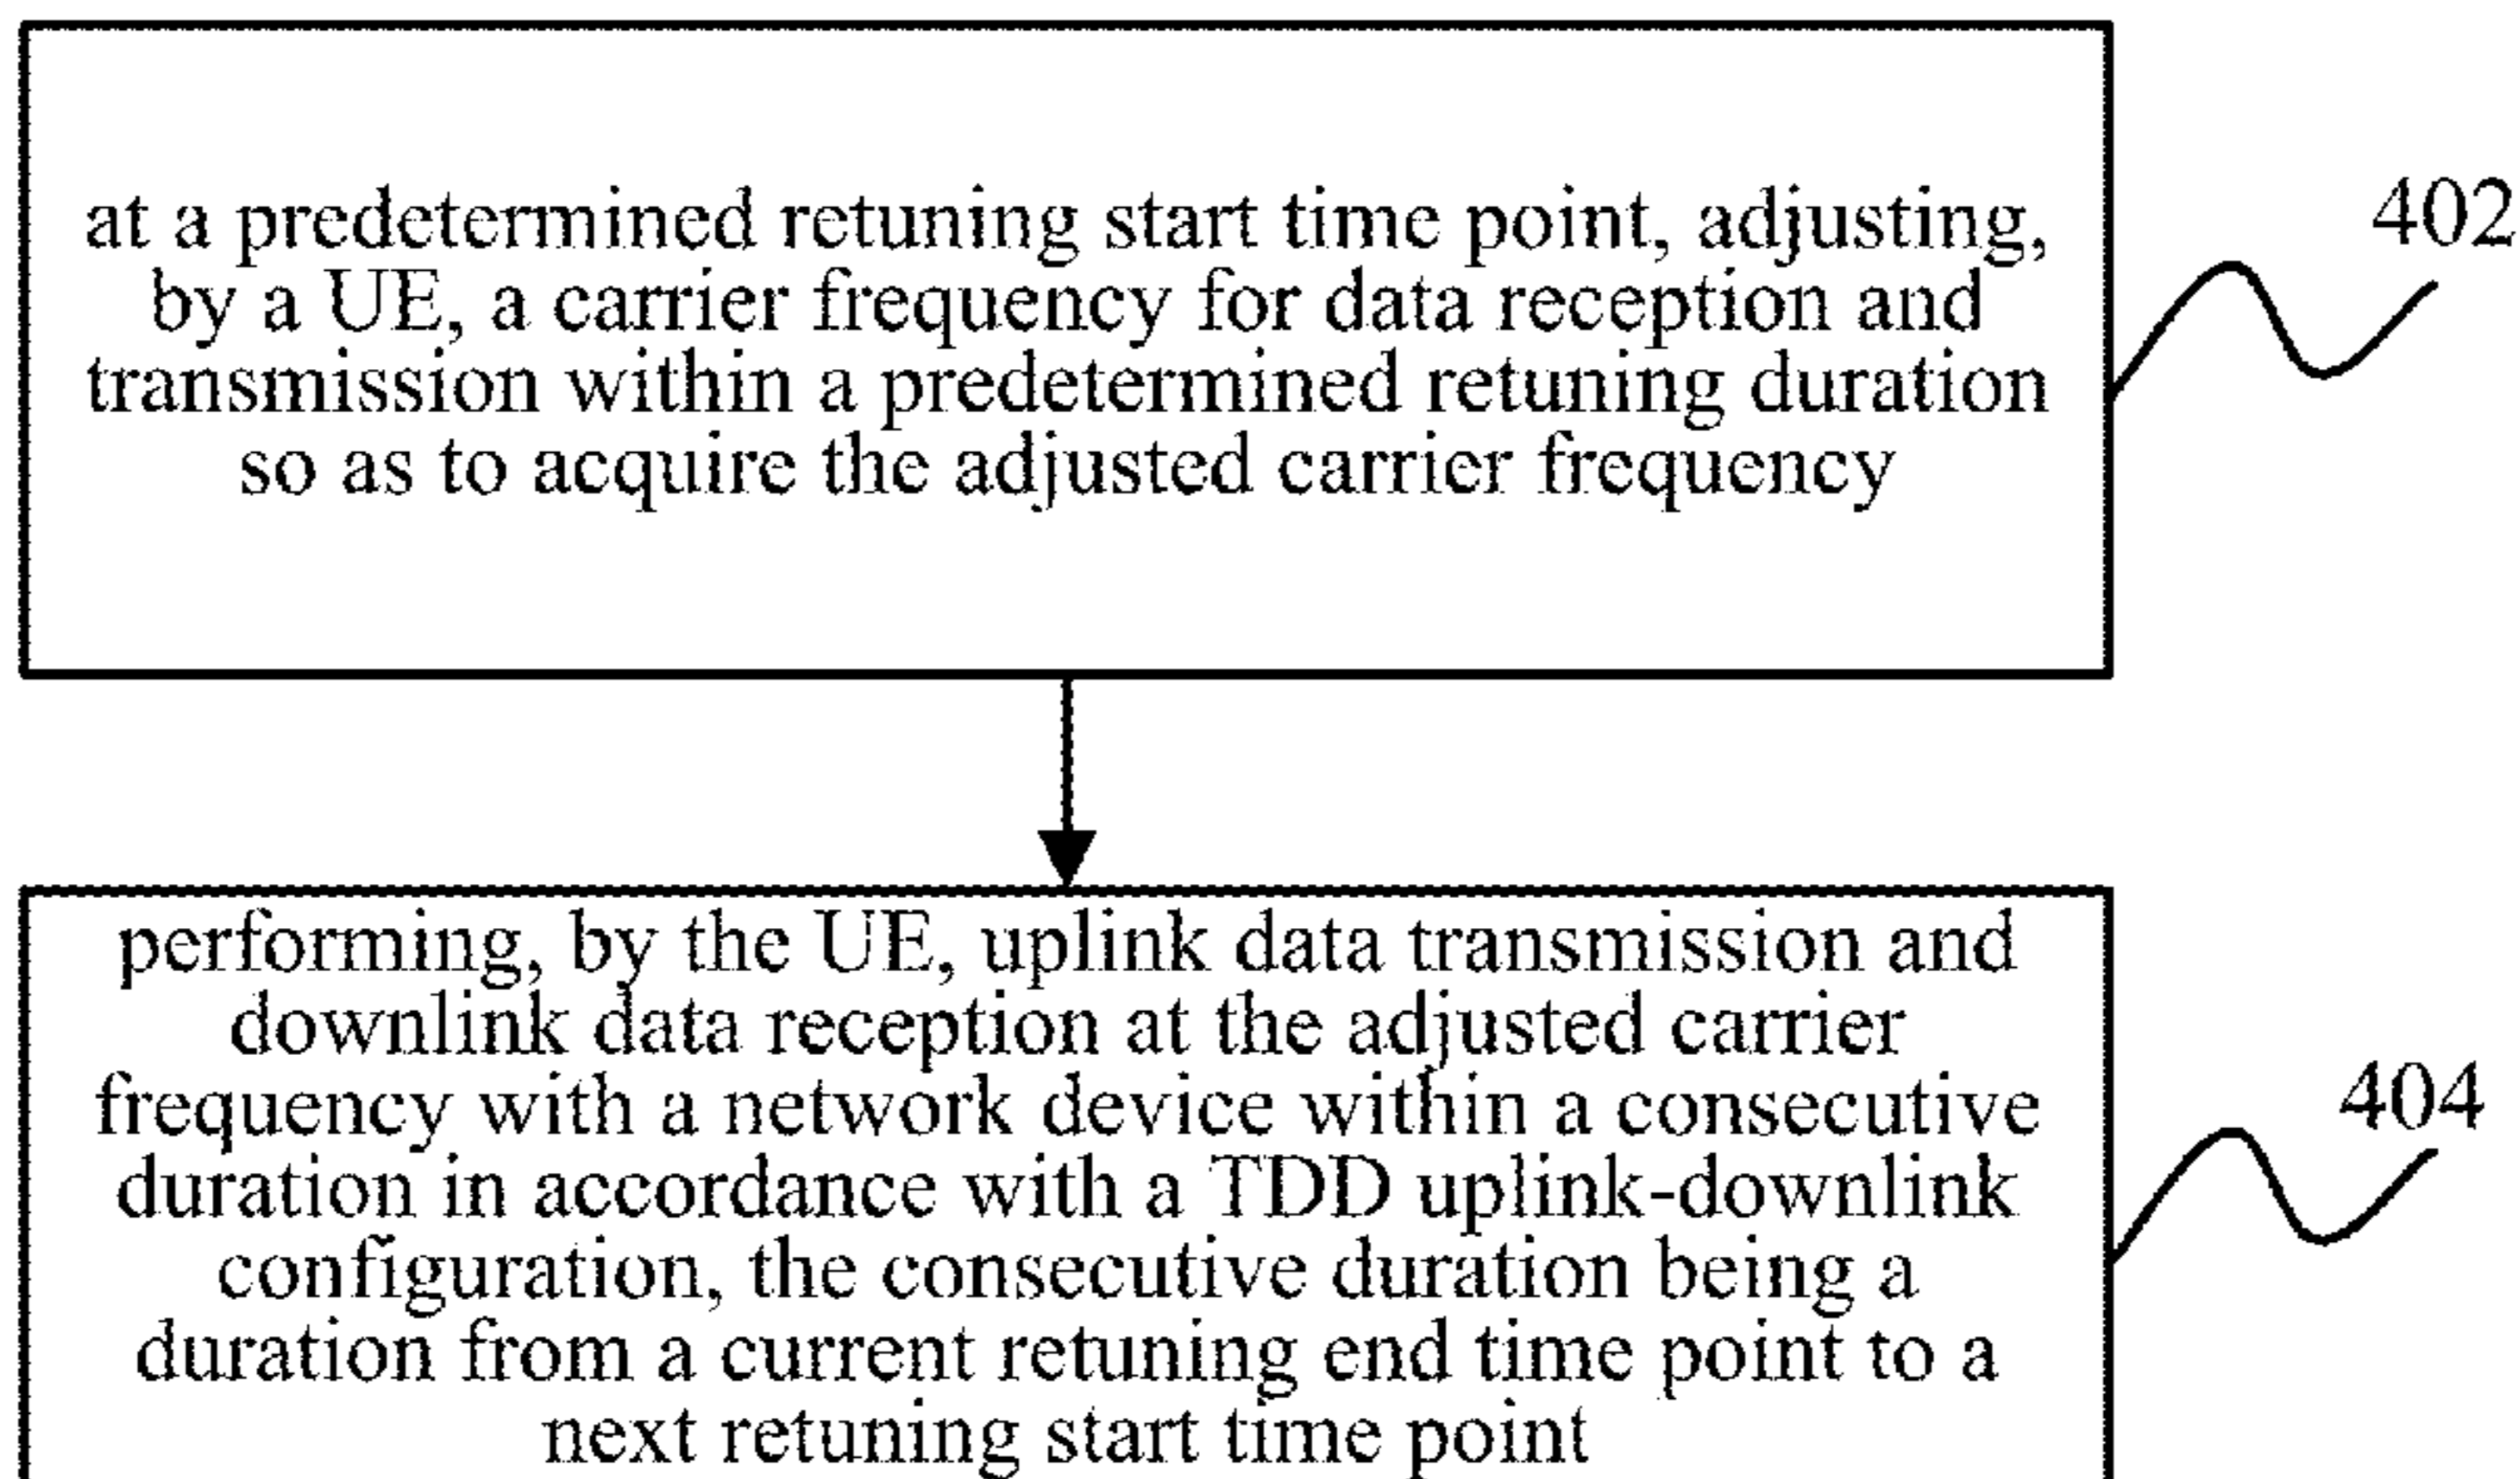 at a predetermined retuning start time point, adjusting,
by a UE, a carrier frequency for data reception and
transmission within a predetermined retuning duration
so as to acquire the adjusted carrier frequency
402
performing, by the UE, uplink data transmission and
downlink data reception at the adjusted carrier
frequency with a network device within a consecutive
duration in accordance with a TDD uplink-downlink
configuration, the consecutive duration being a
duration from a current retuning end time point to a
next retuning start time point
404